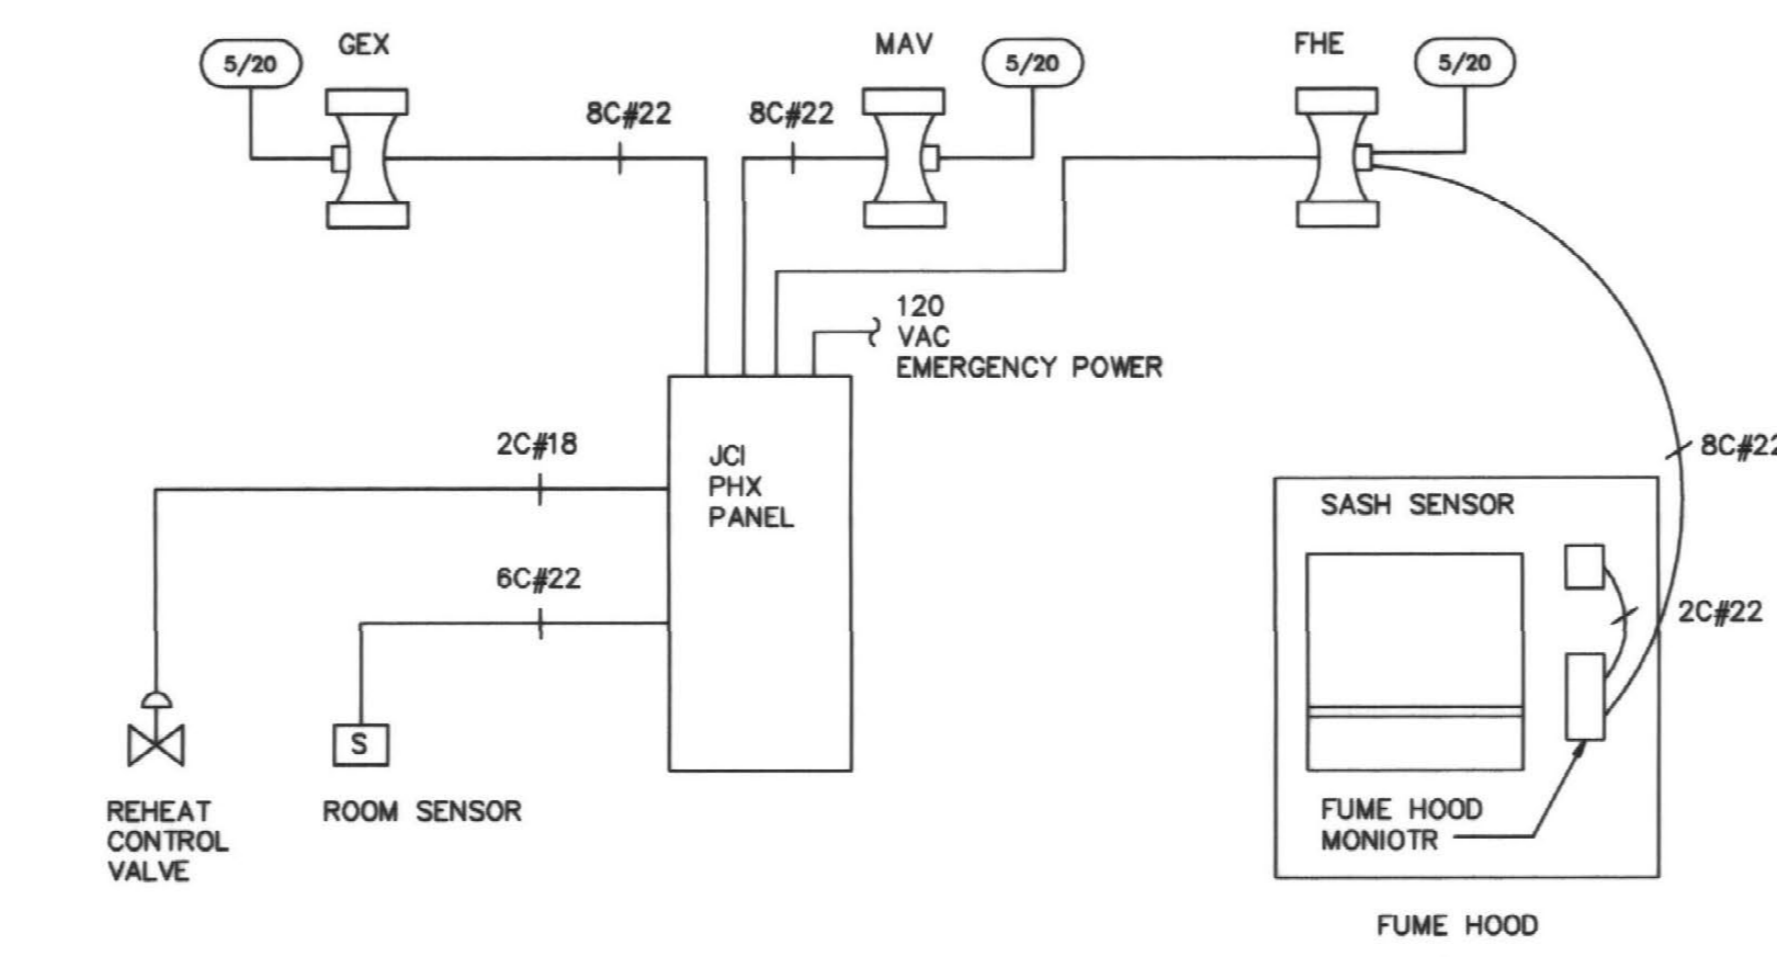 GEX
MAV
FHE
5/20
5/20
5/20
8C#22
8C#22
120
VAC
EMERGENCY POWER
2C#18
JCI
PHX
PANEL
8C#22
SASH SENSOR
6C#22
2C#22
S
REHEAT
CONTROL
VALVE
ROOM SENSOR
FUME HOOD
MONIOTR
FUME HOOD